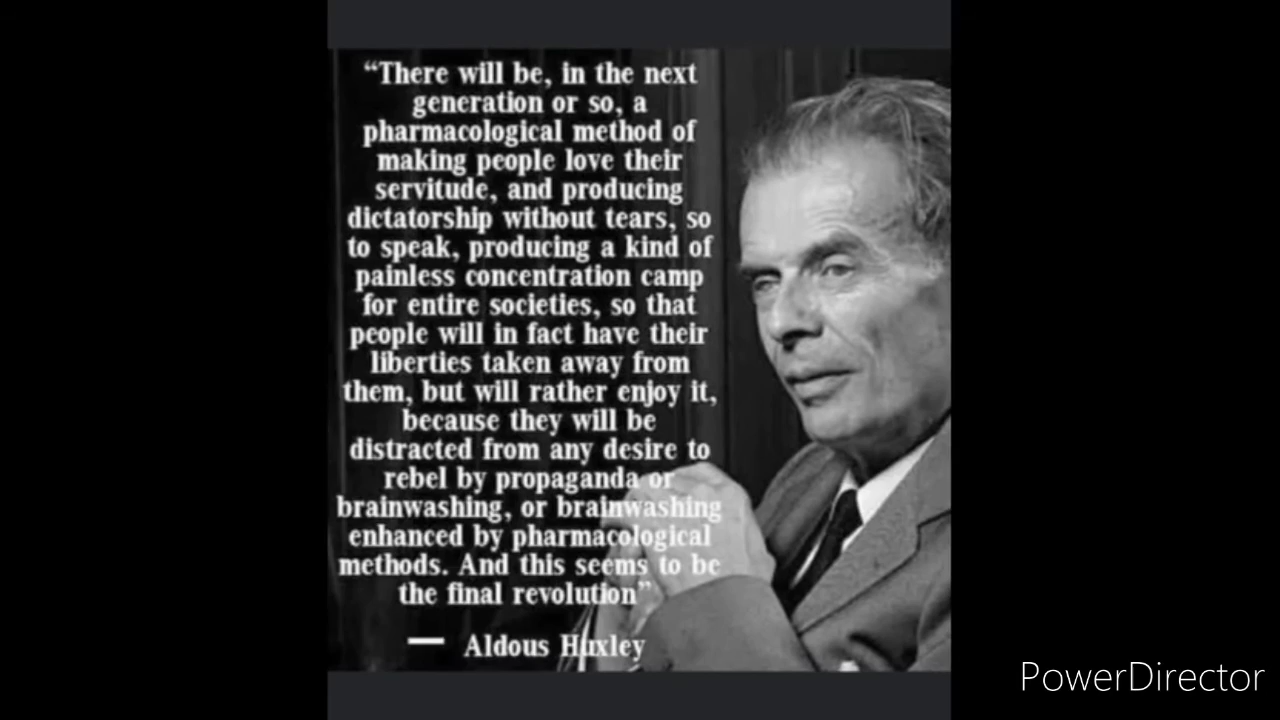 “There will be, in the next
generation or so, a
pharmacological method of
making people love their
servitude, and producing
dictatorship without tears, so
to speak, producing a kind of
painless concentration camp
for entire societies, so that
people will in fact have their
liberties taken away from
them, but will rather enjoy it,
because they will be
distracted from any desire to
rebel by propaganda or
brainwashing, or brainwashing
enhanced by pharmacological
methods. And this seems to be
the final revolution”
— Aldous Huxley
PowerDirector